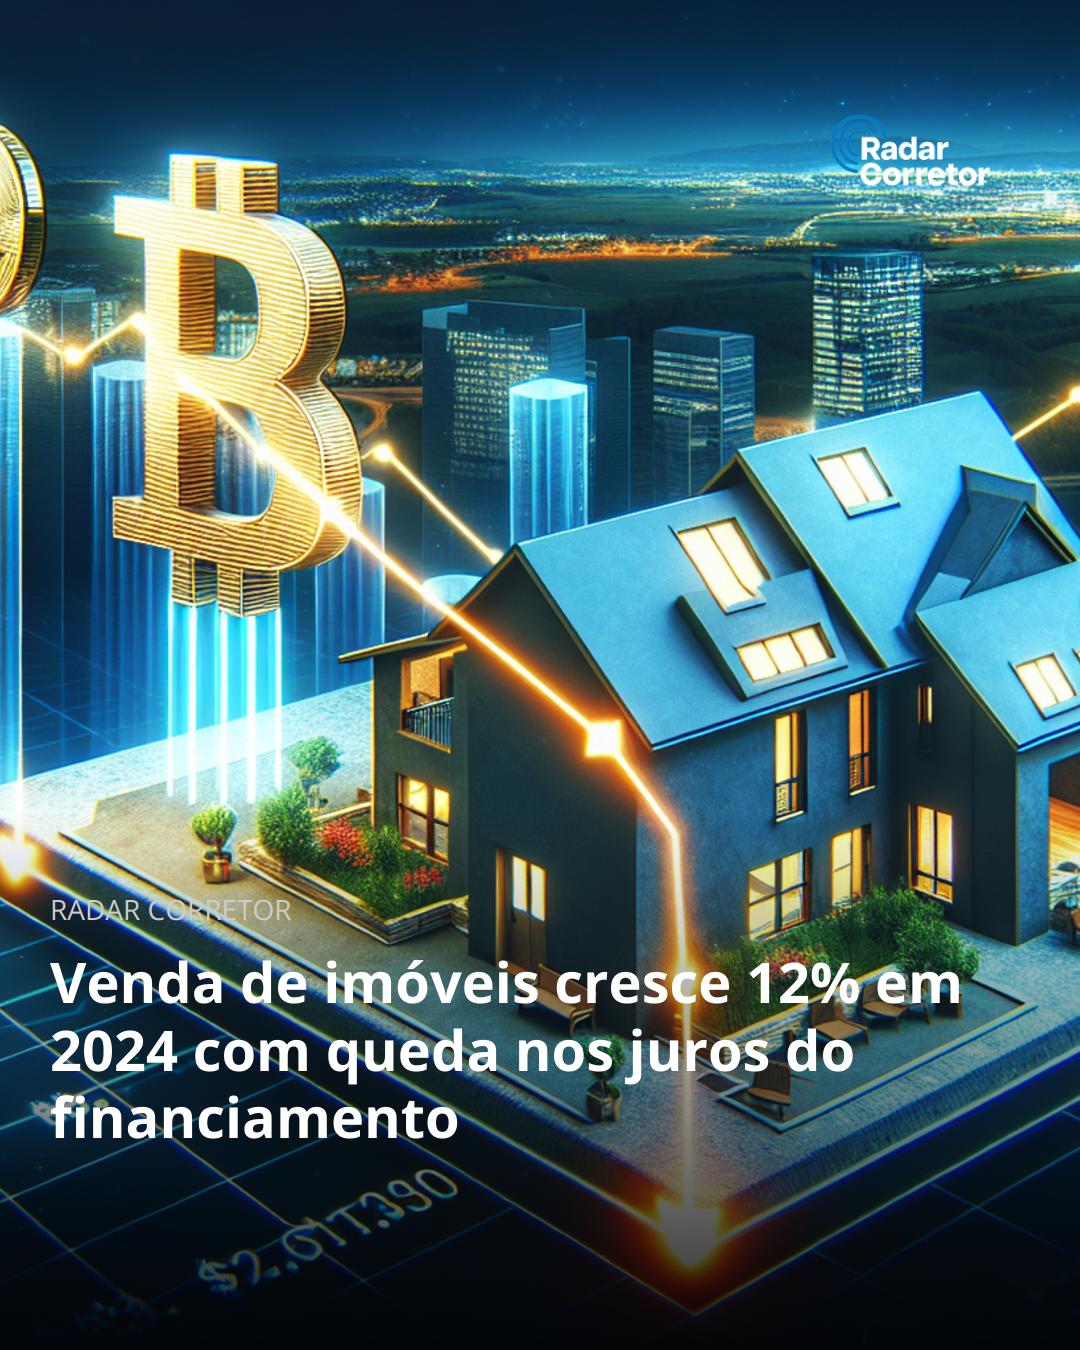 Radar
Corretor
RADAR CORRETOR
Venda de imóveis cresce 12% em
2024 com queda nos juros do
financiamento